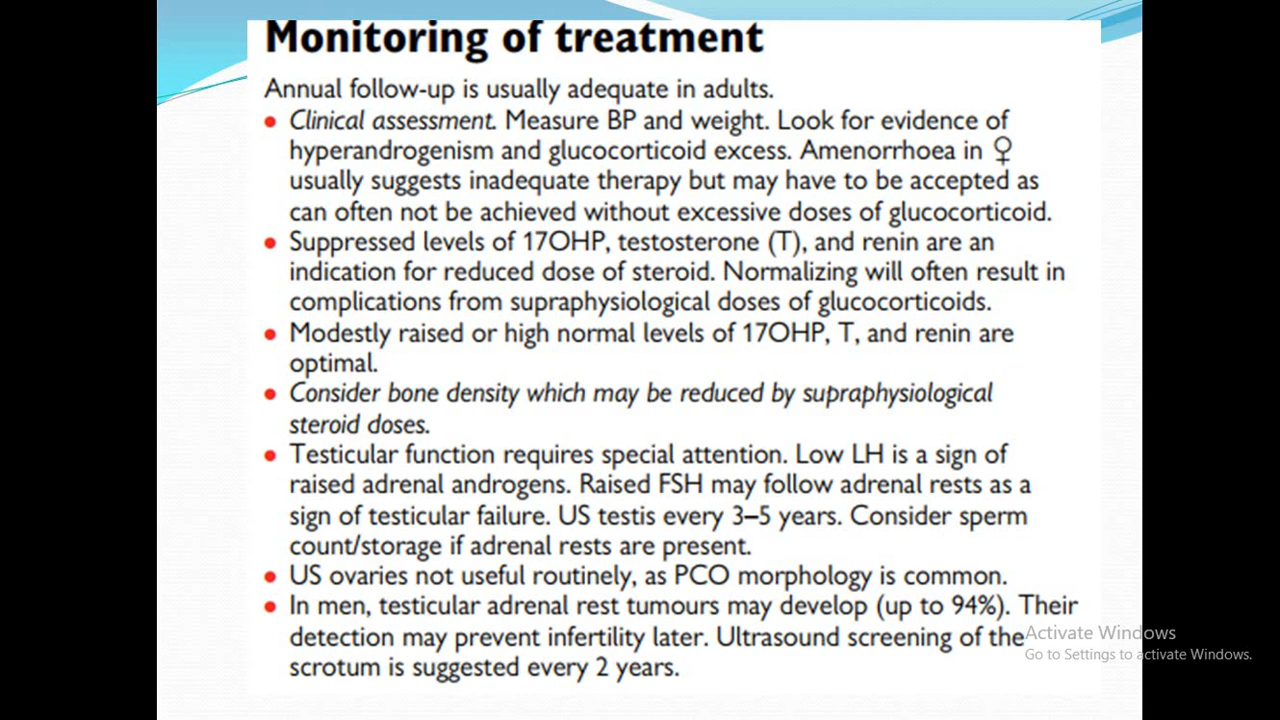 Monitoring of treatment
Annual follow-up is usually adequate in adults.
• Clinical assessment. Measure BP and weight. Look for evidence of
hyperandrogenism and glucocorticoid excess. Amenorrhoea in ♀
usually suggests inadequate therapy but may have to be accepted as
can often not be achieved without excessive doses of glucocorticoid.
• Suppressed levels of 17OHP, testosterone (T), and renin are an
indication for reduced dose of steroid. Normalizing will often result in
complications from supraphysiological doses of glucocorticoids.
• Modestly raised or high normal levels of 17OHP, T, and renin are
optimal.
• Consider bone density which may be reduced by supraphysiological
steroid doses.
• Testicular function requires special attention. Low LH is a sign of
raised adrenal androgens. Raised FSH may follow adrenal rests as a
sign of testicular failure. US testis every 3–5 years. Consider sperm
count/storage if adrenal rests are present.
• US ovaries not useful routinely, as PCO morphology is common.
• In men, testicular adrenal rest tumours may develop (up to 94%). Their
detection may prevent infertility later. Ultrasound screening of the
scrotum is suggested every 2 years.
Activate Windows
Go to Settings to activate Windows.